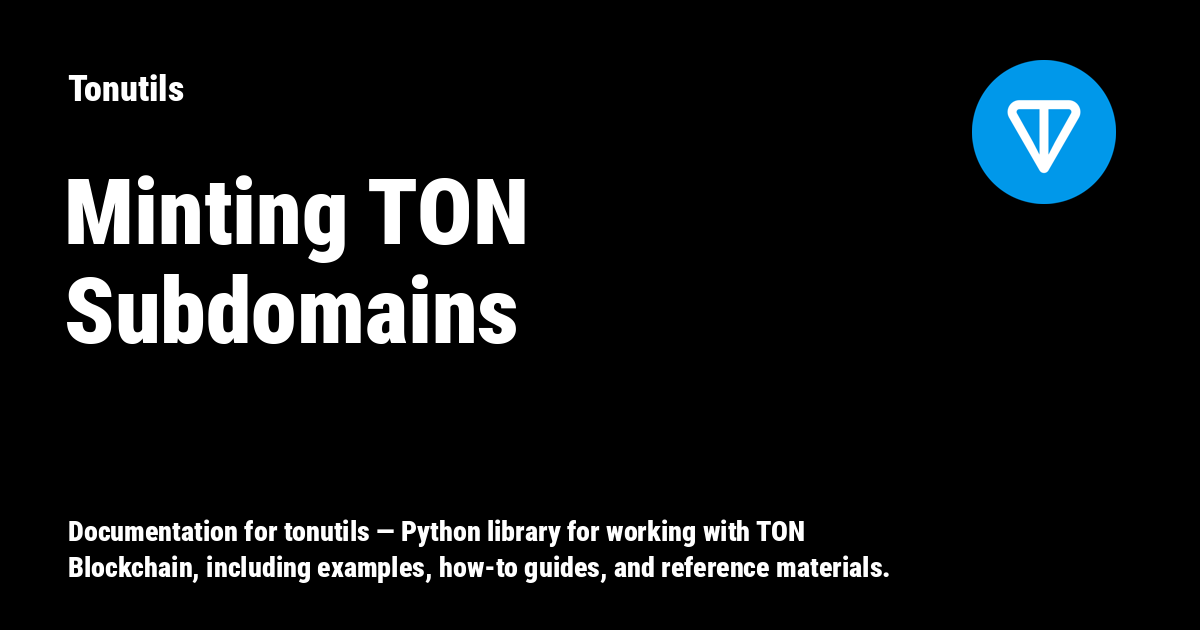 Tonutils
Minting TON
Subdomains
Documentation for tonutils — Python library for working with TON
Blockchain, including examples, how-to guides, and reference materials.